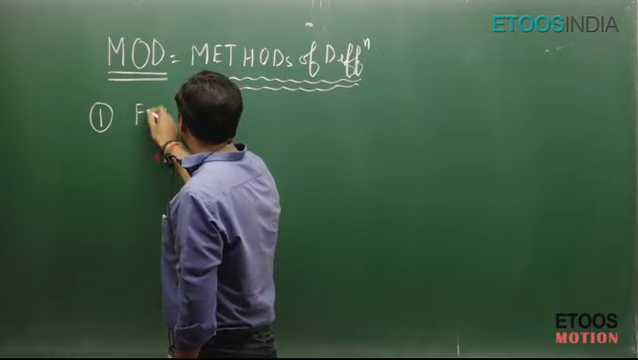 ETOOSINDIA
MOD = METHODs of Diffⁿ.
① F
ETOOS
MOTION